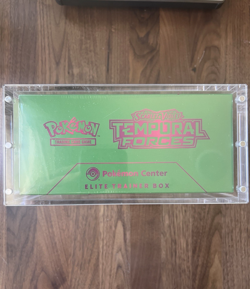 POKÉMON
TEMPORAL
FORCES
Pokémon Center
ELITE TRAINER BOX